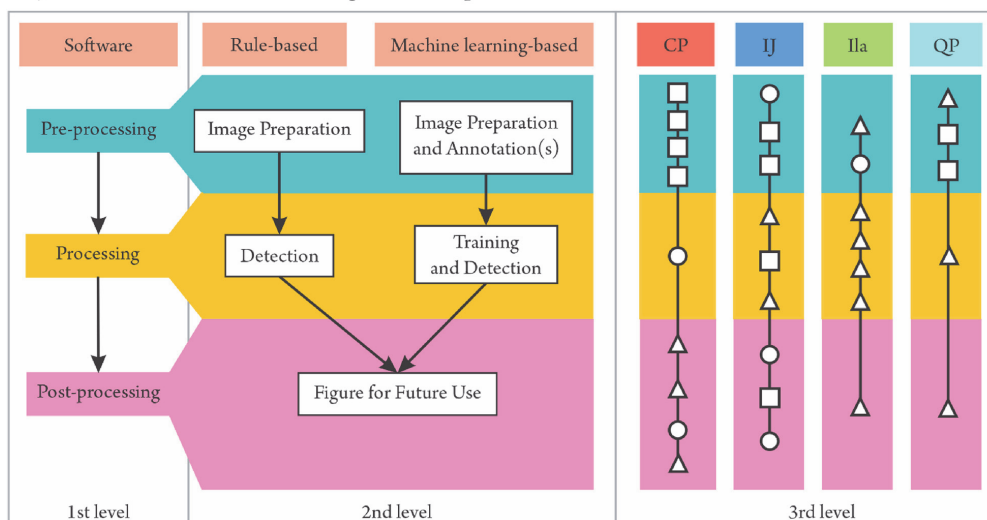 Software
Rule-based
Machine learning-based
CP
IJ
Ila
QP
Pre-processing
Image Preparation
Image Preparation
and Annotation(s)
Processing
Detection
Training
and Detection
Post-processing
Figure for Future Use
1st level
2nd level
3rd level